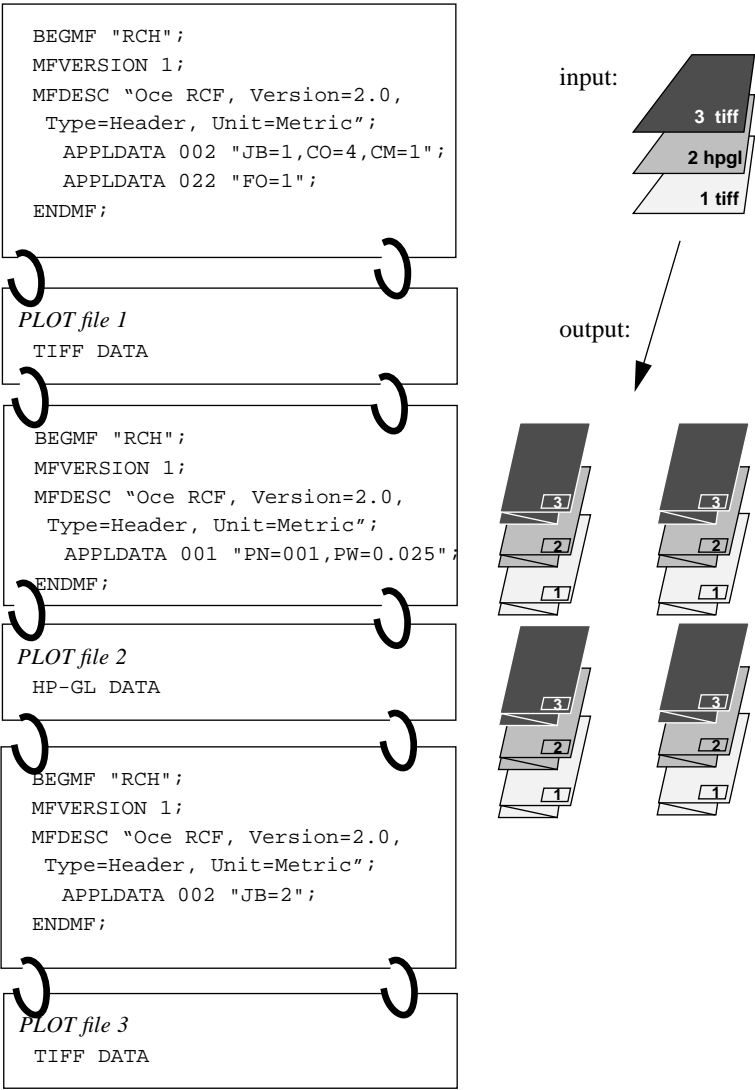 BEGMF "RCH";
MFVERSION 1;
MFDESC “Oce RCF, Version=2.0,
Type=Header, Unit=Metric”;
APPLDATA 002 "JB=1,CO=4,CM=1";
APPLDATA 022 "FO=1";
ENDMF;
PLOT file 1
TIFF DATA
BEGMF "RCH";
MFVERSION 1;
MFDESC “Oce RCF, Version=2.0,
Type=Header, Unit=Metric”;
APPLDATA 001 "PN=001,PW=0.025";
ENDMF;
PLOT file 2
HP-GL DATA
BEGMF "RCH";
MFVERSION 1;
MFDESC “Oce RCF, Version=2.0,
Type=Header, Unit=Metric”;
APPLDATA 002 "JB=2";
ENDMF;
PLOT file 3
TIFF DATA
input:
3 tiff
2 hpgl
1 tiff
output:
3
2
1
3
2
1
3
2
1
3
2
1